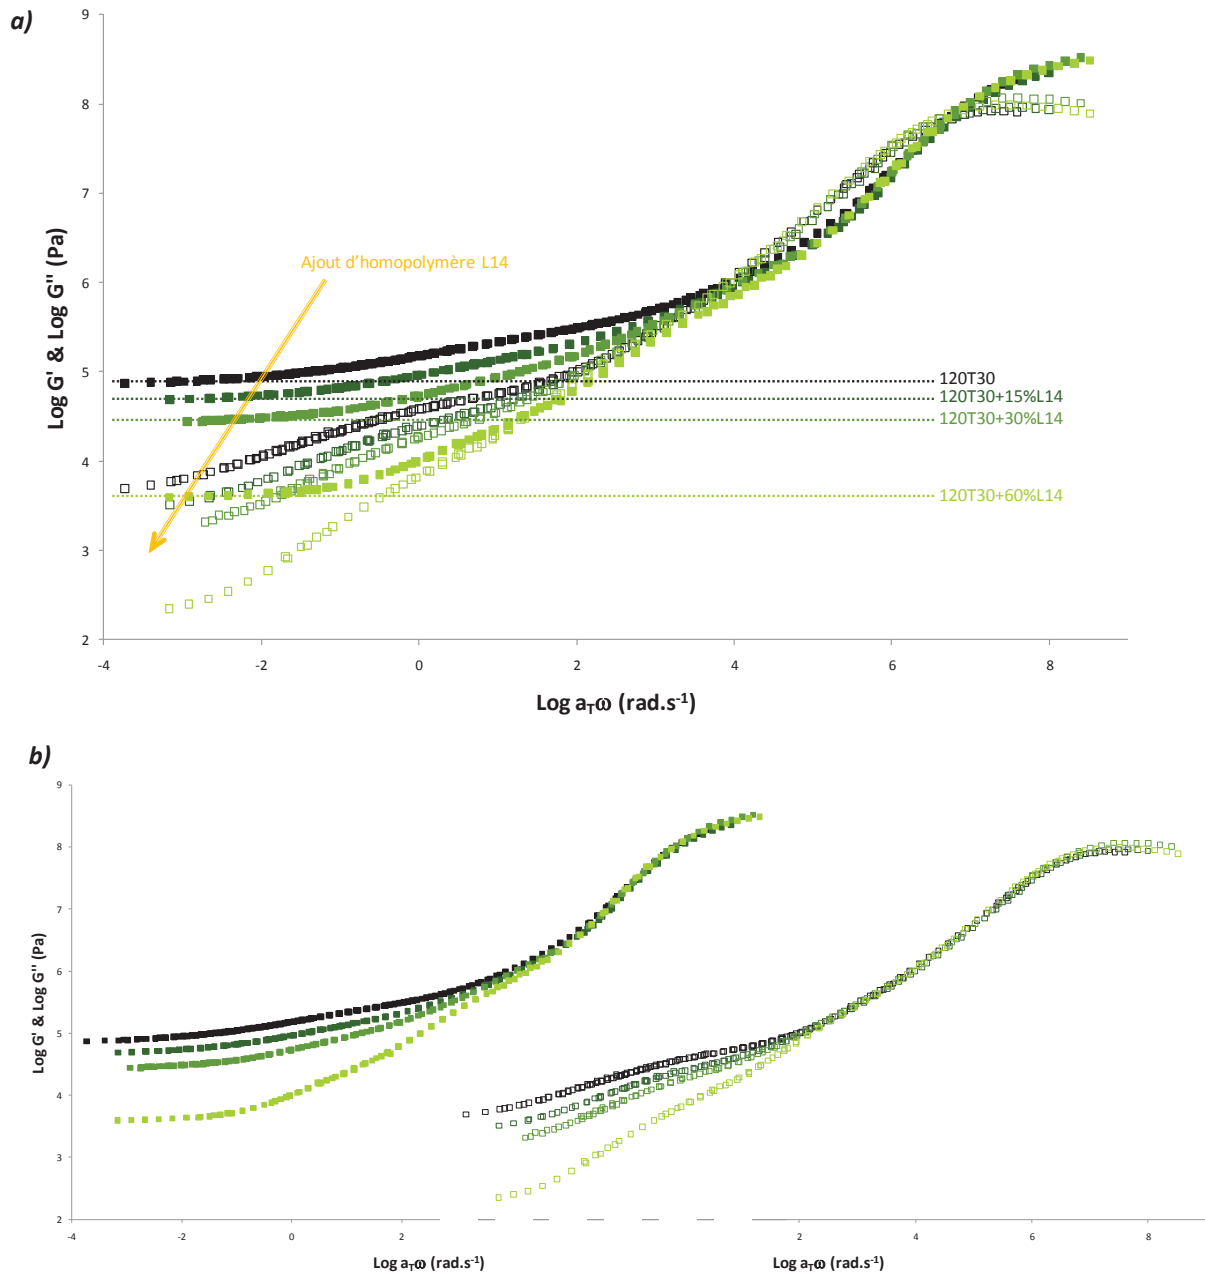 a)
9
8
7
6
5
4
3
2
Log G' & Log G" (Pa)
Ajout d'homopolymère L14
120T30
120T30+15%L14
120T30+30%L14
120T30+60%L14
-4 -2 0 2 4 6 8
Log aTω (rad.s-1)
b)
9
8
7
6
5
4
3
2
Log G' & Log G" (Pa)
-4 -2 0 2 2 4 6 8
Log aTω (rad.s-1) Log aTω (rad.s-1)